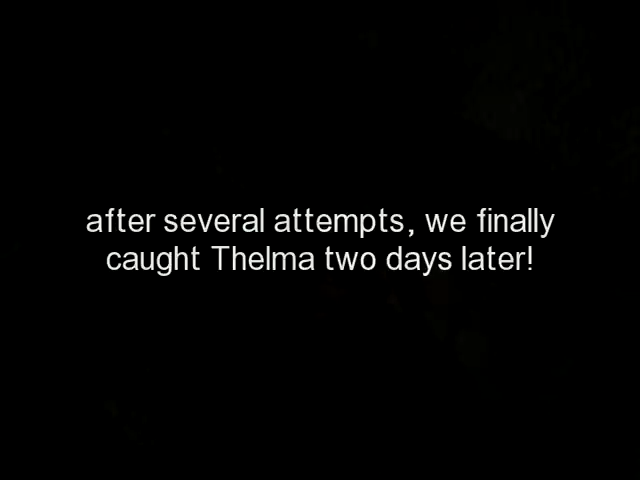 after several attempts, we finally
caught Thelma two days later!